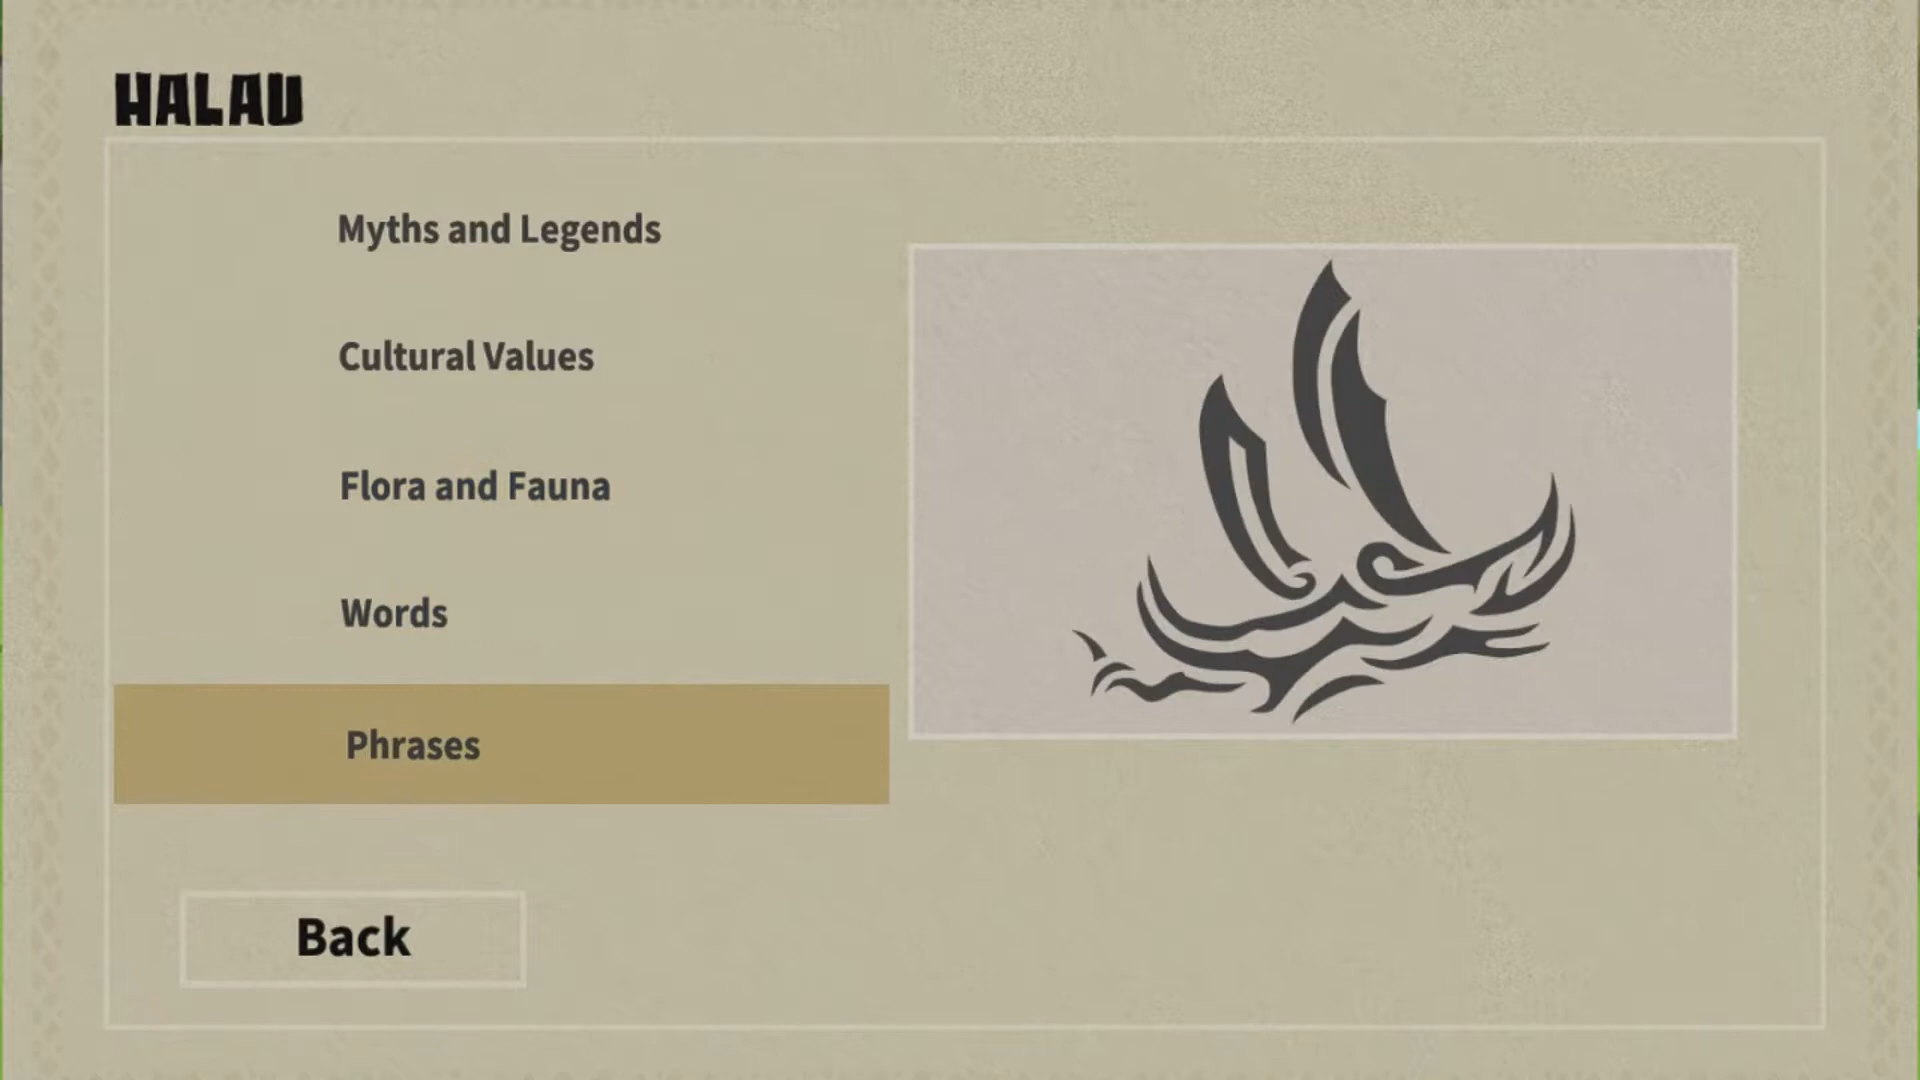 HALAU
Myths and Legends
Cultural Values
Flora and Fauna
Words
Phrases
Back